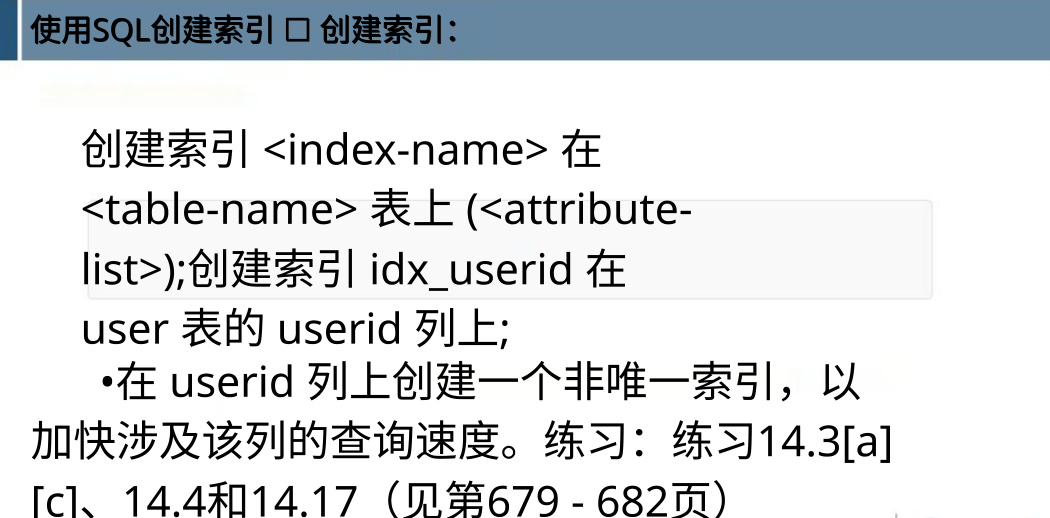 使用SQL创建索引 □ 创建索引：
创建索引 <index-name> 在
<table-name> 表上 (<attribute-
list>);创建索引 idx_userid 在
user 表的 userid 列上;
•在 userid 列上创建一个非唯一索引，以
加快涉及该列的查询速度。练习：练习14.3[a]
[c]、14.4和14.17（见第679 - 682页）